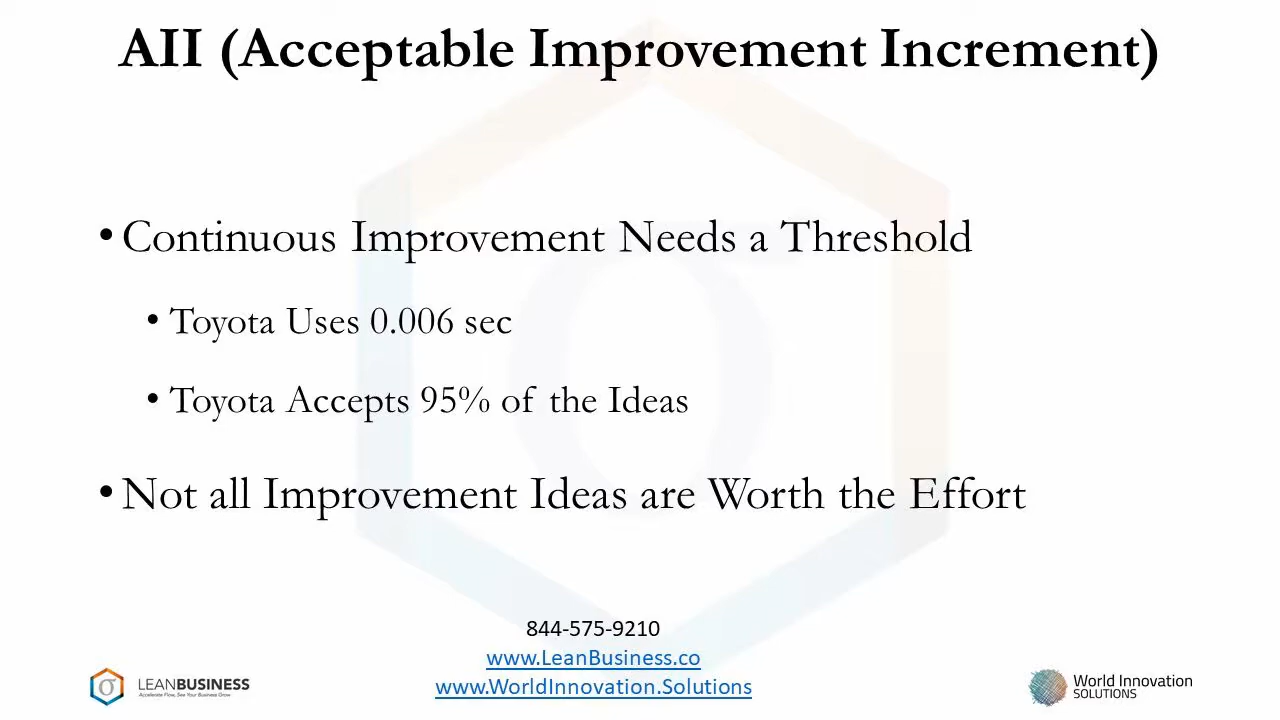 AII (Acceptable Improvement Increment)
• Continuous Improvement Needs a Threshold
• Toyota Uses 0.006 sec
• Toyota Accepts 95% of the Ideas
• Not all Improvement Ideas are Worth the Effort
844-575-9210
www.LeanBusiness.co
www.WorldInnovation.Solutions
σ LEANBUSINESS
Accelerate Flow, See Your Business Grow
World Innovation
SOLUTIONS